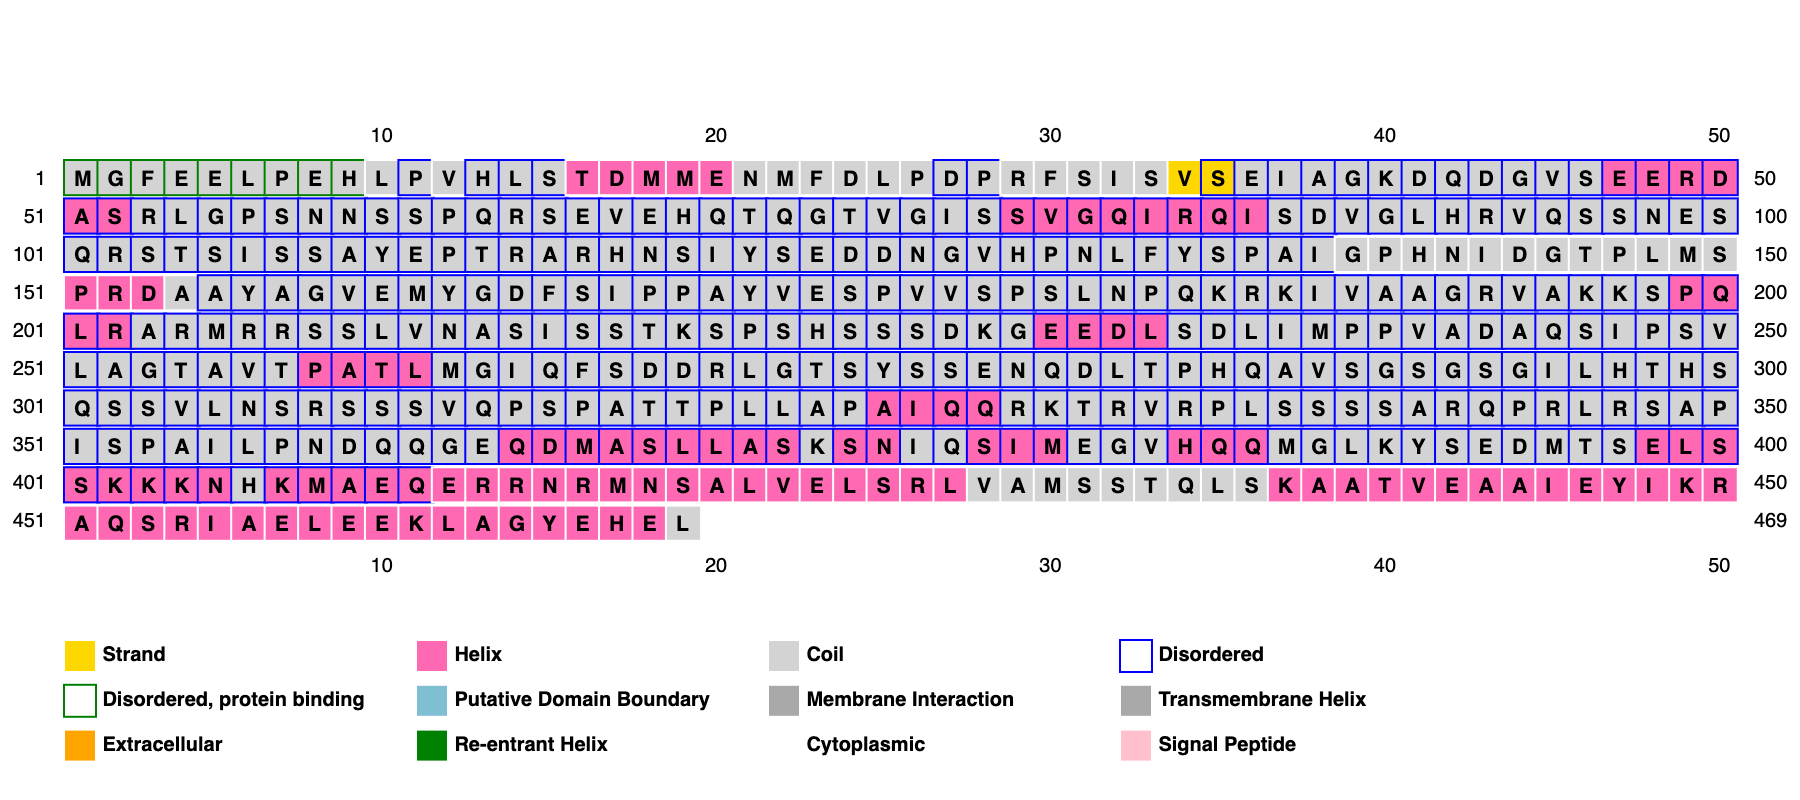 10 20 30 40 50
1 M G F E E L P E H L P V H L S T D M M E N M F D L P D P R F S I S V S E I A G K D Q D G V S E E R D 50
51 A S R L G P S N N S S P Q R S E V E H Q T Q G T V G I S S V G Q I R Q I S D V G L H R V Q S S N E S 100
101 Q R S T S I S S A Y E P T R A R H N S I Y S E D D N G V H P N L F Y S P A I G P H N I D G T P L M S 150
151 P R D A A Y A G V E M Y G D F S I P P A Y V E S P V V S P S L N P Q K R K I V A A G R V A K K S P Q 200
201 L R A R M R R S S L V N A S I S S T K S P S H S S S D K G E E D L S D L I M P P V A D A Q S I P S V 250
251 L A G T A V T P A T L M G I Q F S D D R L G T S Y S S E N Q D L T P H Q A V S G S G S G I L H T H S 300
301 Q S S V L N S R S S S V Q P S P A T T P L L A P A I Q Q R K T R V R P L S S S S A R Q P R L R S A P 350
351 I S P A I L P N D Q Q G E Q D M A S L L A S K S N I Q S I M E G V H Q Q M G L K Y S E D M T S E L S 400
401 S K K K N H K M A E Q E R R N R M N S A L V E L S R L V A M S S T Q L S K A A T V E A A I E Y I K R 450
451 A Q S R I A E L E E K L A G Y E H E L 469
10 20 30 40 50
Strand Helix Coil Disordered
Disordered, protein binding Putative Domain Boundary Membrane Interaction Transmembrane Helix
Extracellular Re-entrant Helix Cytoplasmic Signal Peptide